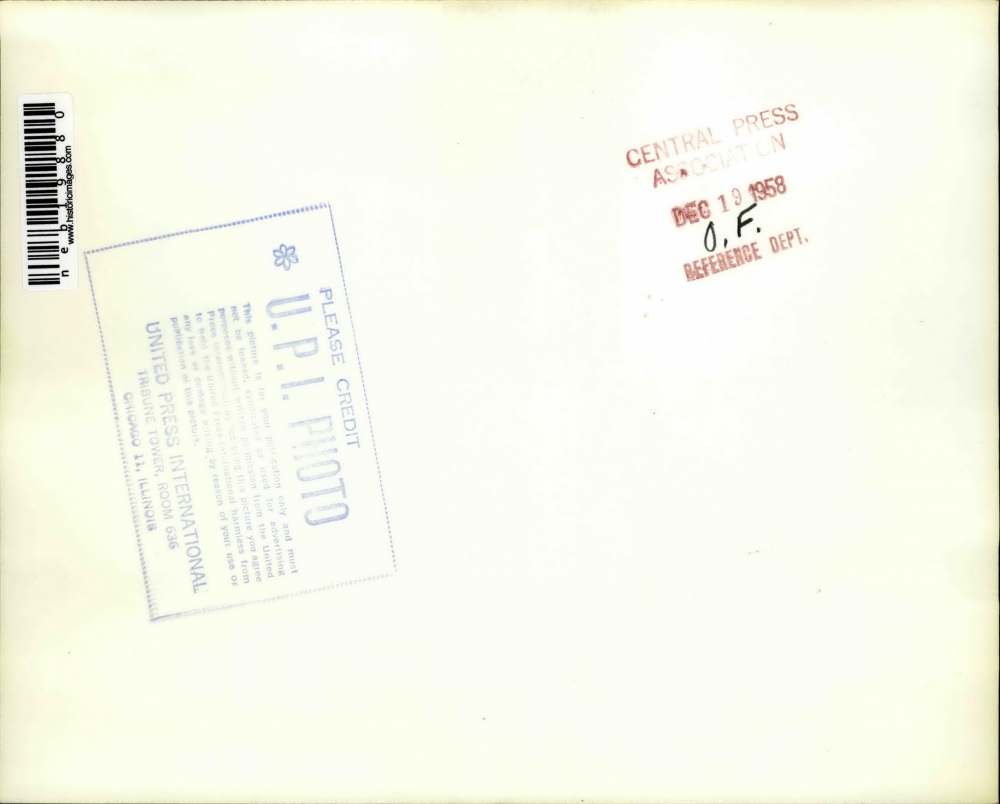 neb19880
www.historicimages.com
CENTRAL PRESS
ASSOCIATION
DEC 19 1958
O.F.
REFERENCE DEPT.
PLEASE CREDIT
U.P.I. PHOTO
This picture is for your publication only and must
not be loaned, syndicated or used for advertising
purposes without written permission from the United
Press International. In using this picture you agree
to hold the United Press International harmless from
any loss or damage arising by reason of your use or
publication of this picture.
UNITED PRESS INTERNATIONAL
TRIBUNE TOWER, ROOM 636
CHICAGO 11, ILLINOIS